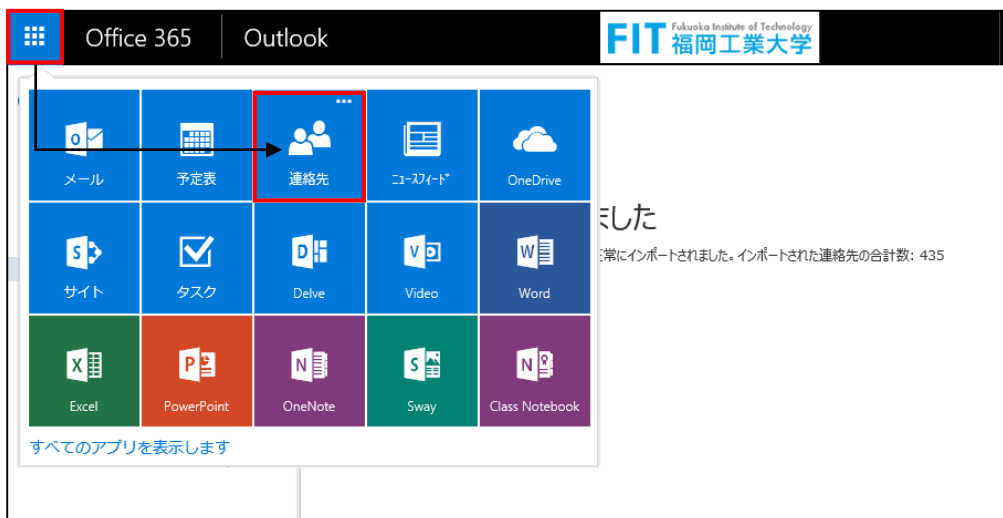 Office 365 Outlook
FIT Fukuoka Institute of Technology
福岡工業大学
メール 予定表 連絡先 ﾆｭｰｽﾌｨｰﾄﾞ OneDrive
サイト タスク Delve Video Word
Excel PowerPoint OneNote Sway Class Notebook
すべてのアプリを表示します
ました
常にインポートされました。インポートされた連絡先の合計数: 435